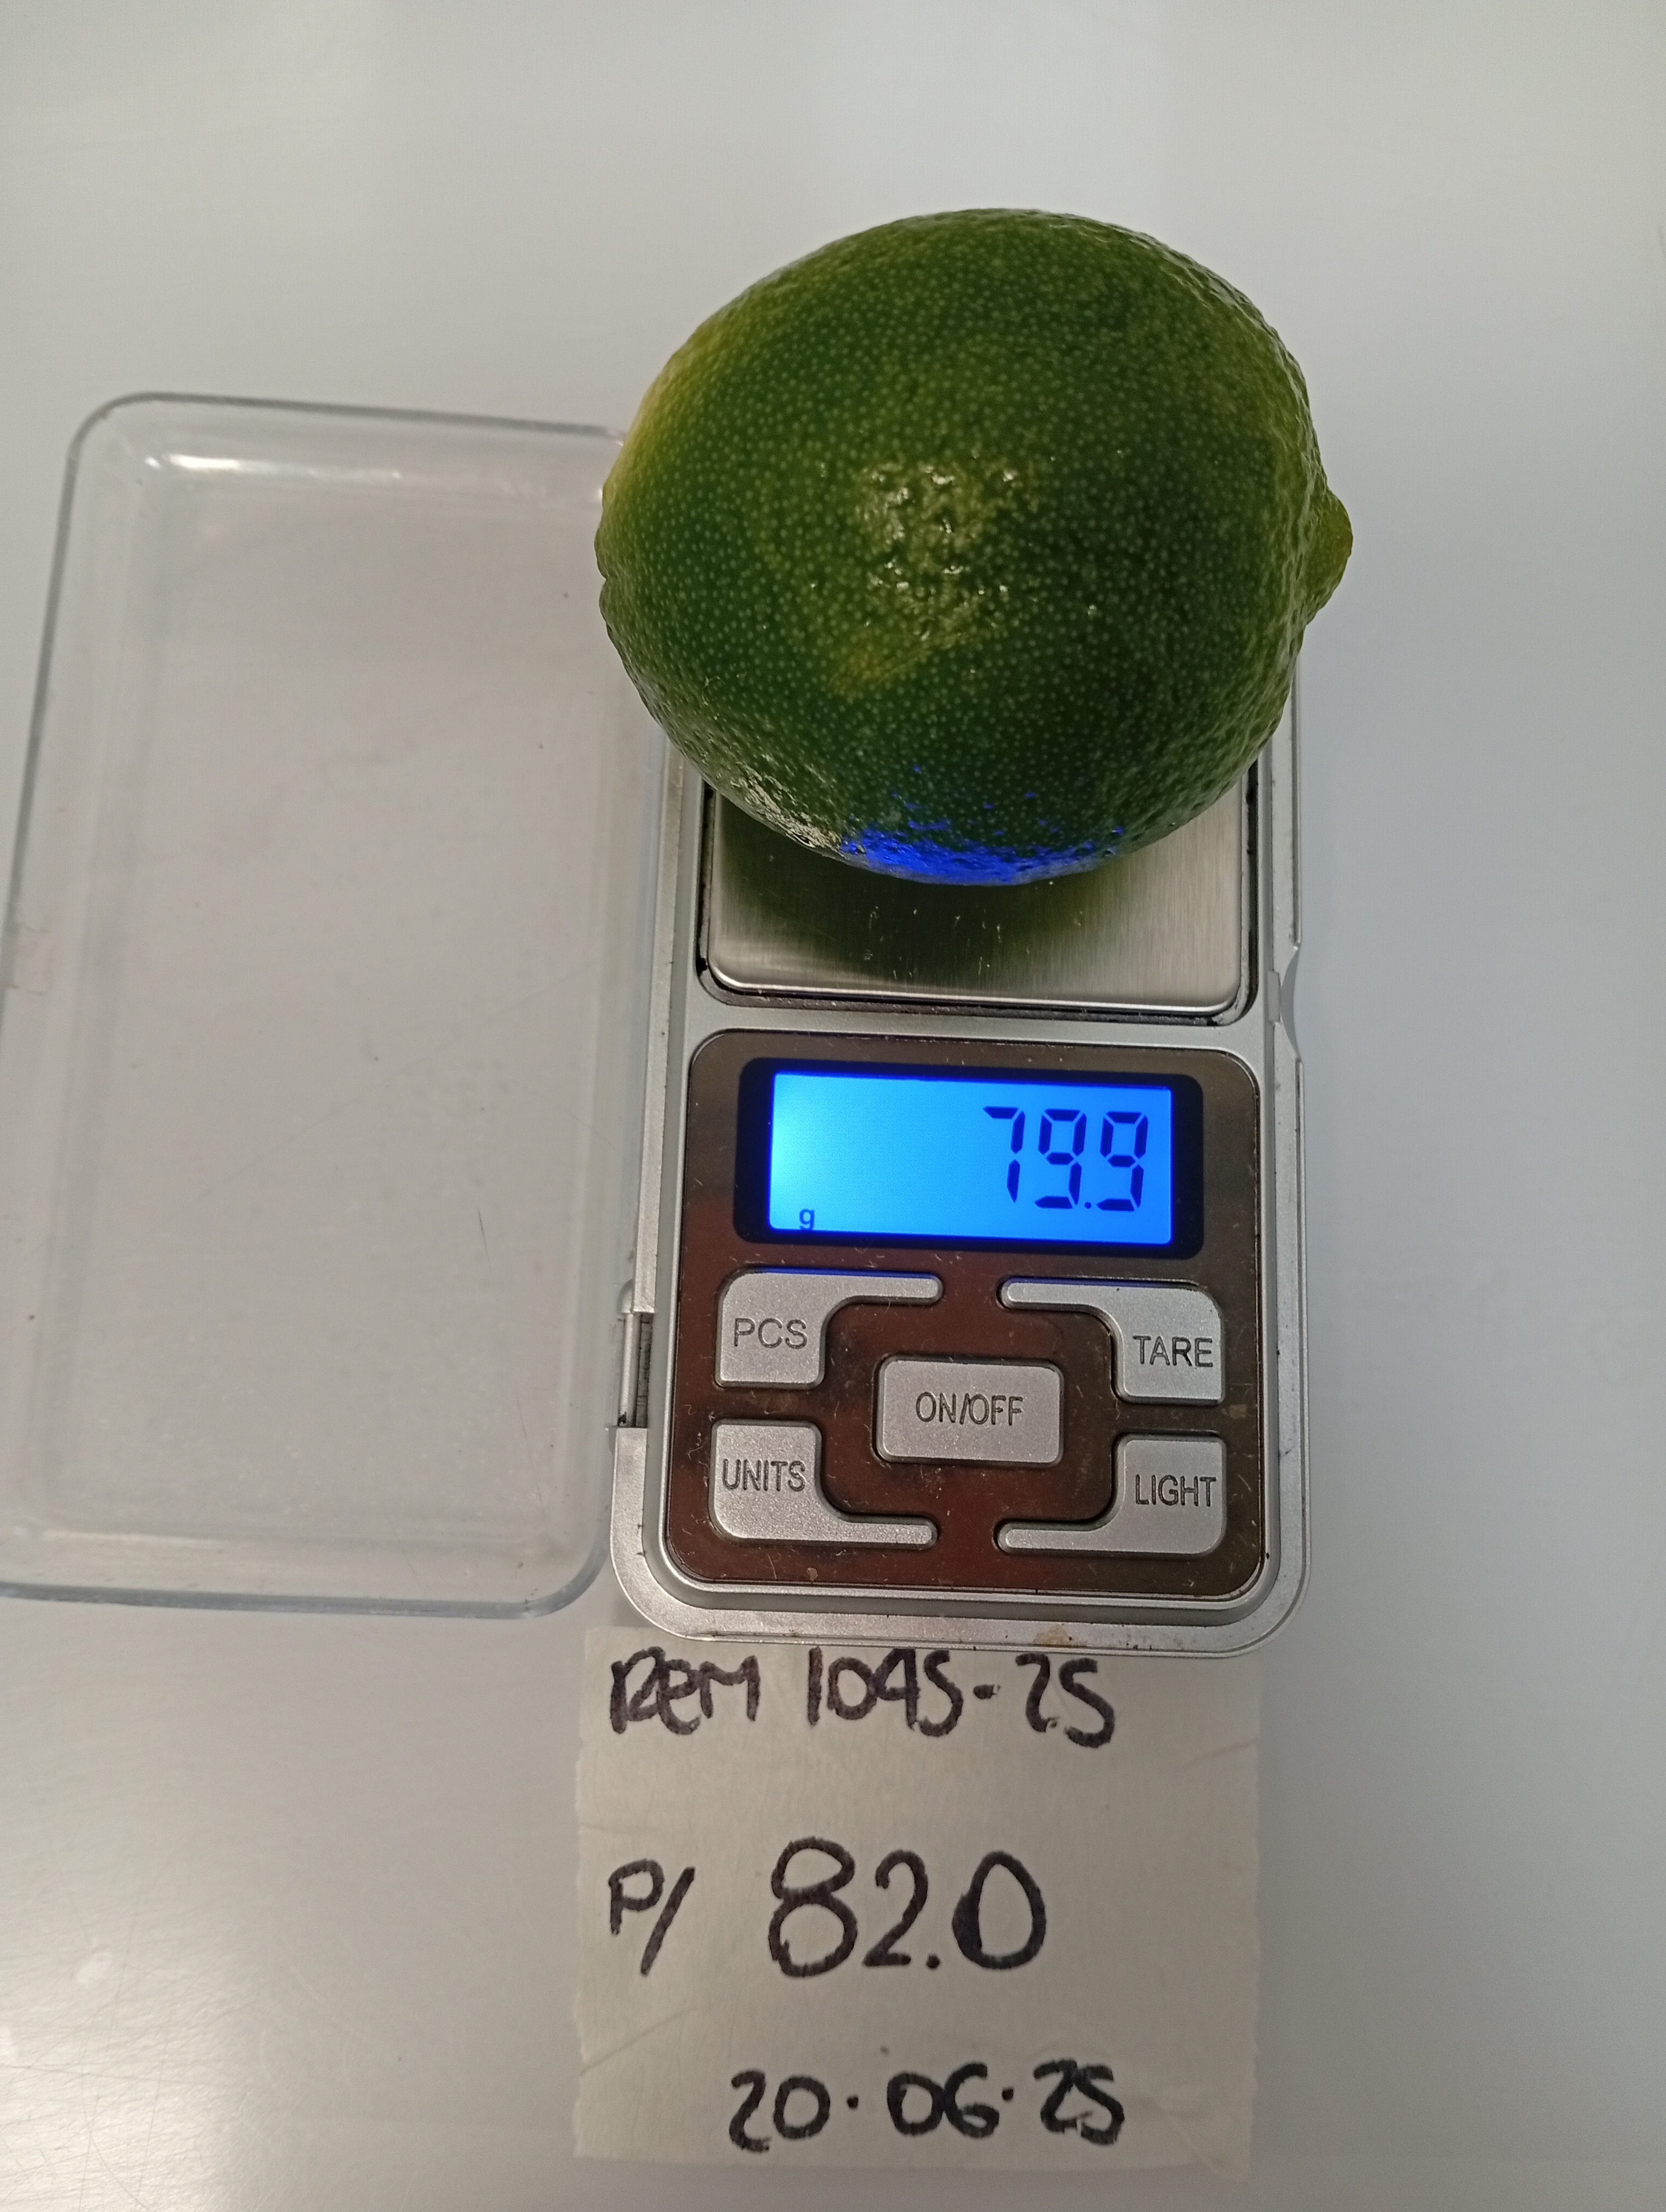 79.9
g
PCS
TARE
ON/OFF
UNITS
LIGHT
REM 1045-25
P/ 82.0
20.06.25